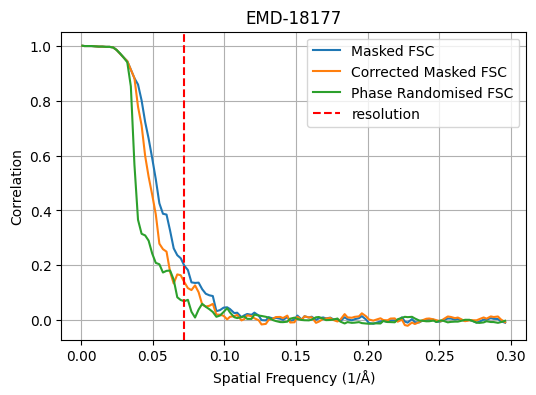 EMD-18177
Masked FSC
Corrected Masked FSC
Phase Randomised FSC
resolution
Correlation
1.0
0.8
0.6
0.4
0.2
0.0
0.00 0.05 0.10 0.15 0.20 0.25 0.30
Spatial Frequency (1/Å)